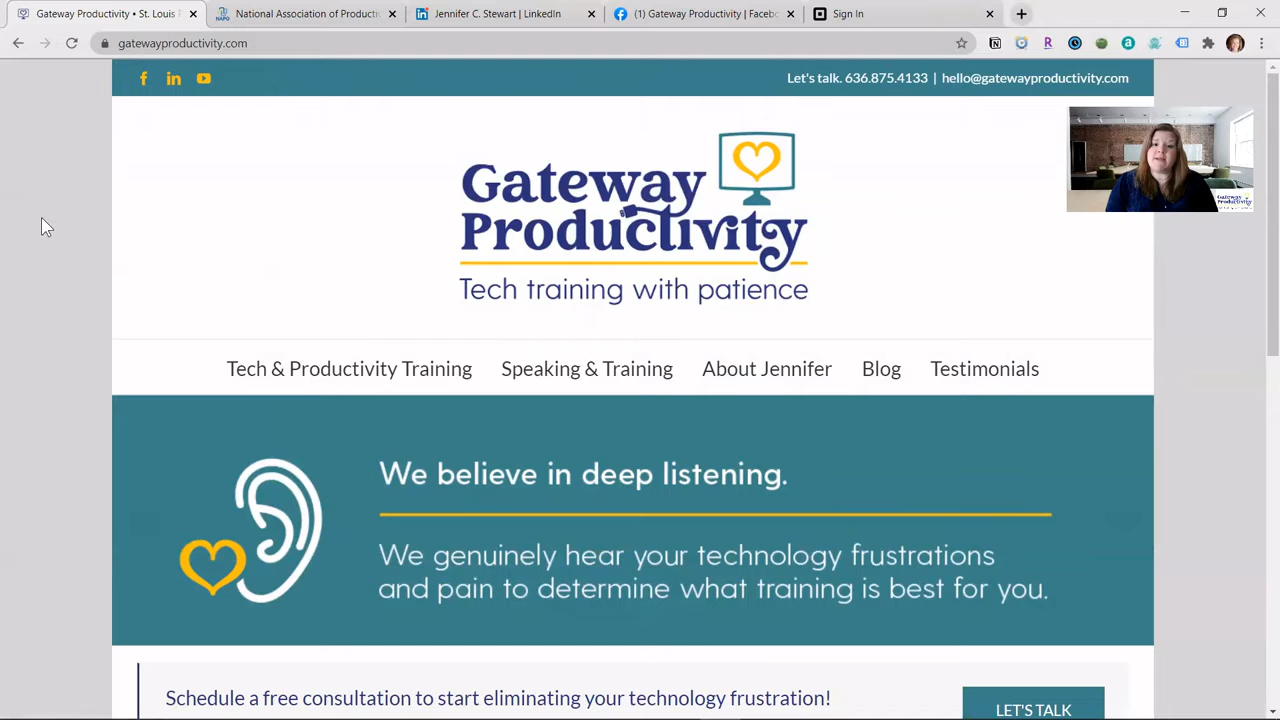 Gateway Productivity • St. Louis
National Association of Producti
Jennifer C. Stewart | LinkedIn
(1) Gateway Productivity | Faceb
Sign In
gatewayproductivity.com
Let's talk. 636.875.4133 | hello@gatewayproductivity.com
Gateway
Productivity
Tech training with patience
Gateway
Productivity
Tech & Productivity Training
Speaking & Training
About Jennifer
Blog
Testimonials
We believe in deep listening.
We genuinely hear your technology frustrations
and pain to determine what training is best for you.
Schedule a free consultation to start eliminating your technology frustration!
LET'S TALK